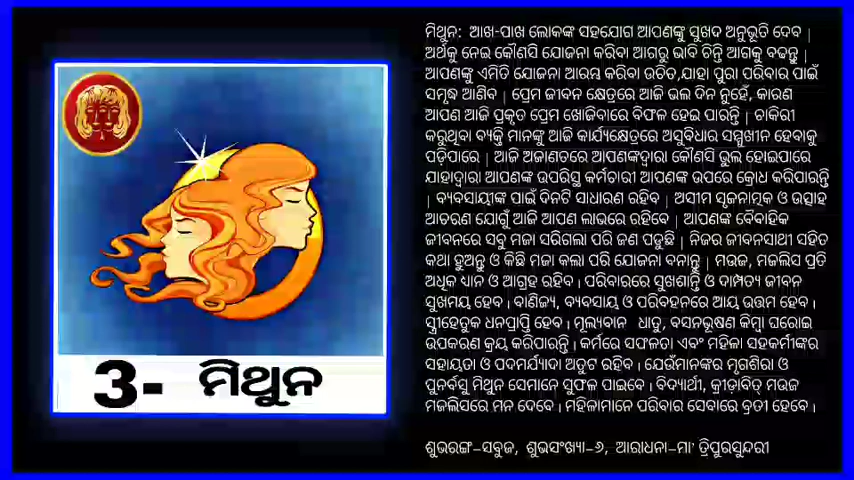 3- ମିଥୁନ
ମିଥୁନ: ଆଖ-ପାଖ ଲୋକଙ୍କ ସହଯୋଗ ଆପଣଙ୍କୁ ସୁଖଦ ଅନୁଭୂତି ଦେବ |
ଅର୍ଥକୁ ନେଇ କୌଣସି ଯୋଜନା କରିବା ଆଗରୁ ଭାବି ଚିନ୍ତି ଆଗକୁ ବଢନ୍ତୁ |
ଆପଣଙ୍କୁ ଏମିତି ଯୋଜନା ଆରମ୍ଭ କରିବା ଉଚିତ,ଯାହା ପୁରା ପରିବାର ପାଇଁ
ସମୃଦ୍ଧ ଆଣିବ | ପ୍ରେମ ଜୀବନ କ୍ଷେତ୍ରରେ ଆଜି ଭଲ ଦିନ ନୁହେଁ, କାରଣ
ଆପଣ ଆଜି ପ୍ରକୃତ ପ୍ରେମ ଖୋଜିବାରେ ବିଫଳ ହେଇ ପାରନ୍ତି | ଚାକିରୀ
କରୁଥିବା ବ୍ୟକ୍ତି ମାନଙ୍କୁ ଆଜି କାର୍ଯ୍ୟକ୍ଷେତ୍ରରେ ଅସୁବିଧାର ସମ୍ମୁଖୀନ ହେବାକୁ
ପଡ଼ିପାରେ | ଆଜି ଅଜାଣତରେ ଆପଣଙ୍କଦ୍ୱାରା କୌଣସି ଭୁଲ ହୋଇପାରେ
ଯାହାଦ୍ୱାରା ଆପଣଙ୍କ ଉପରିସ୍ଥ କର୍ମଚାରୀ ଆପଣଙ୍କ ଉପରେ କ୍ରୋଧ କରିପାରନ୍ତି
| ବ୍ୟବସାୟୀଙ୍କ ପାଇଁ ଦିନଟି ସାଧାରଣ ରହିବ | ଅସୀମ ସୃଜନାତ୍ମକ ଓ ଉତ୍ସାହ
ଆଚରଣ ଯୋଗୁଁ ଆଜି ଆପଣ ଲାଭରେ ରହିବେ | ଆପଣଙ୍କ ବୈବାହିକ
ଜୀବନରେ ସବୁ ମଜା ସରିଗଲା ପରି ଜଣ ପଡୁଛି | ନିଜର ଜୀବନସାଥୀ ସହିତ
କଥା ହୁଅନ୍ତୁ ଓ କିଛି ମଜା କଲା ପରି ଯୋଜନା ବନାନ୍ତୁ | ମଉଜ, ମଜଲିସ ପ୍ରତି
ଅଧିକ ଧ୍ୟାନ ଓ ଆଗ୍ରହ ରହିବ | ପରିବାରରେ ସୁଖଶାନ୍ତି ଓ ଦାମ୍ପତ୍ୟ ଜୀବନ
ସୁଖମୟ ହେବ | ବାଣିଜ୍ୟ, ବ୍ୟବସାୟ ଓ ପରିବହନରେ ଆୟ ଉତ୍ତମ ହେବ |
ସ୍ତ୍ରୀହେତୁକ ଧନପ୍ରାପ୍ତି ହେବ | ମୂଲ୍ୟବାନ ଧାତୁ, ବସନଭୂଷଣ କିମ୍ବା ଘରୋଇ
ଉପକରଣ କ୍ରୟ କରିପାରନ୍ତି | କର୍ମରେ ସଫଳତା ଏବଂ ମହିଳା ସହକର୍ମୀଙ୍କର
ସହାୟତା ଓ ପଦମର୍ଯ୍ୟାଦା ଅତୁଟ ରହିବ | ଯେଉଁମାନଙ୍କର ମୃଗଶିରା ଓ
ପୁନର୍ବସୁ ମିଥୁନ ସେମାନେ ସୁଫଳ ପାଇବେ | ବିଦ୍ୟାର୍ଥୀ, କ୍ରୀଡ଼ାବିତ୍ ମଉଜ
ମଜଲିସରେ ମନ ଦେବେ | ମହିଳାମାନେ ପରିବାର ସେବାରେ ବ୍ରତୀ ହେବେ |
ଶୁଭରଙ୍ଗ-ସବୁଜ, ଶୁଭସଂଖ୍ୟା-୬, ଆରାଧନା-ମା' ତ୍ରିପୁରସୁନ୍ଦରୀ